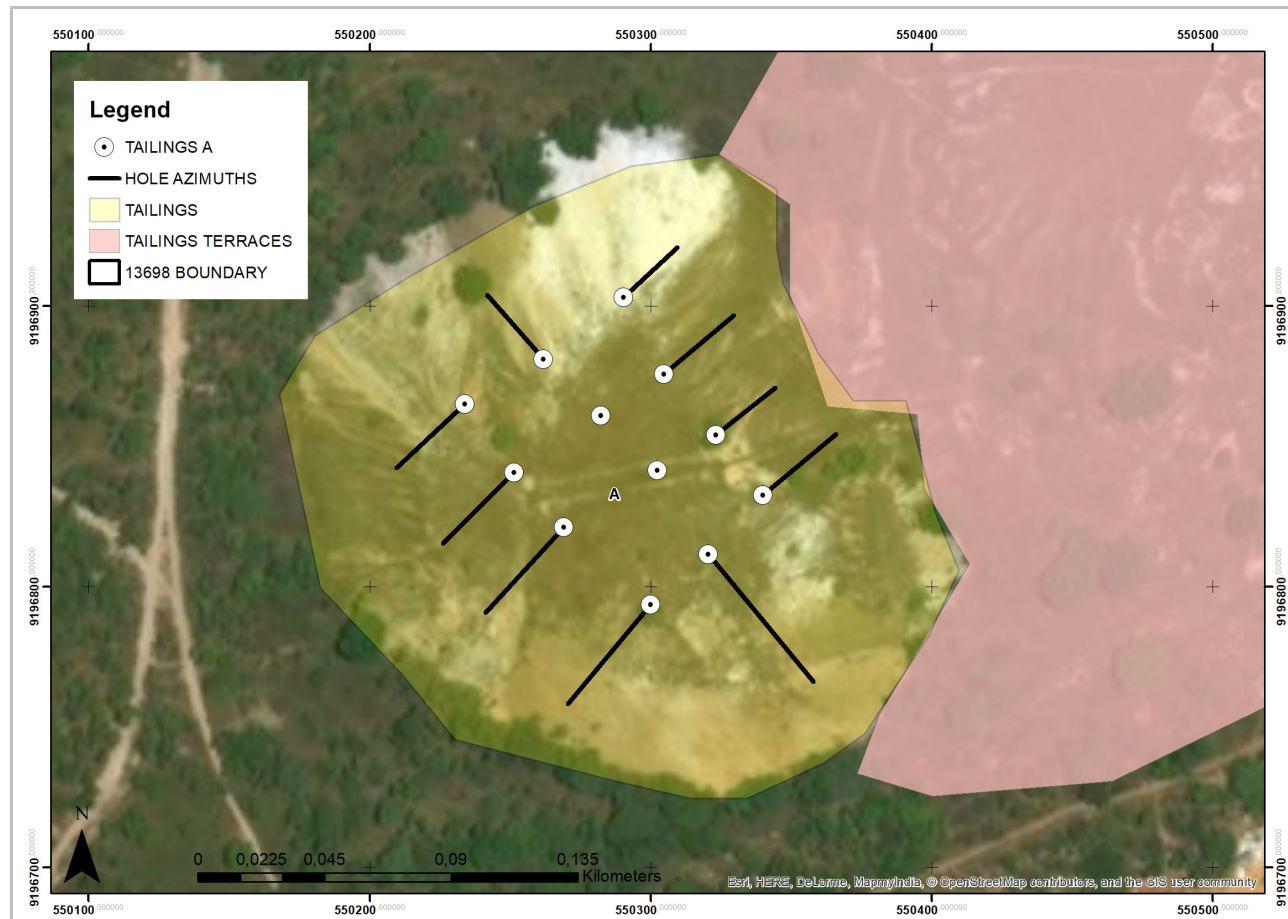 550100.000000 550200.000000 550300.000000 550400.000000 550500.000000
Legend
TAILINGS A
HOLE AZIMUTHS
TAILINGS
TAILINGS TERRACES
13698 BOUNDARY
9196900.000000 9196900.000000
A
9196800.000000 9196800.000000
N
0 0,0225 0,045 0,09 0,135
Kilometers
Esri, HERE, DeLorme, MapmyIndia, © OpenStreetMap contributors, and the GIS user community
9196700.000000 9196700.000000
550100.000000 550200.000000 550300.000000 550400.000000 550500.000000